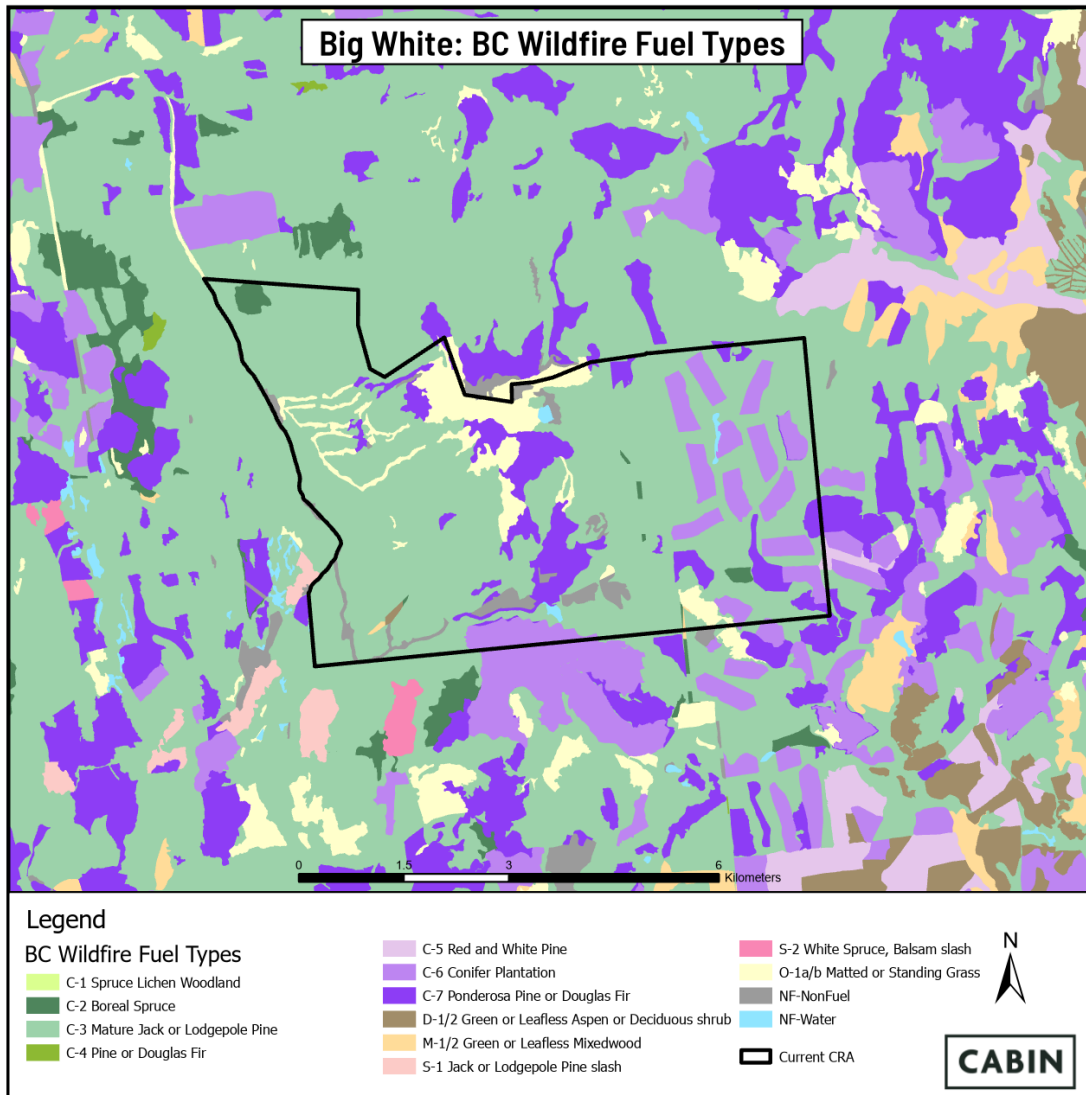 Big White: BC Wildfire Fuel Types
0 1.5 3 6
Kilometers
Legend
BC Wildfire Fuel Types
C-1 Spruce Lichen Woodland
C-2 Boreal Spruce
C-3 Mature Jack or Lodgepole Pine
C-4 Pine or Douglas Fir
C-5 Red and White Pine
C-6 Conifer Plantation
C-7 Ponderosa Pine or Douglas Fir
D-1/2 Green or Leafless Aspen or Deciduous shrub
M-1/2 Green or Leafless Mixedwood
S-1 Jack or Lodgepole Pine slash
S-2 White Spruce, Balsam slash
O-1a/b Matted or Standing Grass
NF-NonFuel
NF-Water
Current CRA
N
CABIN